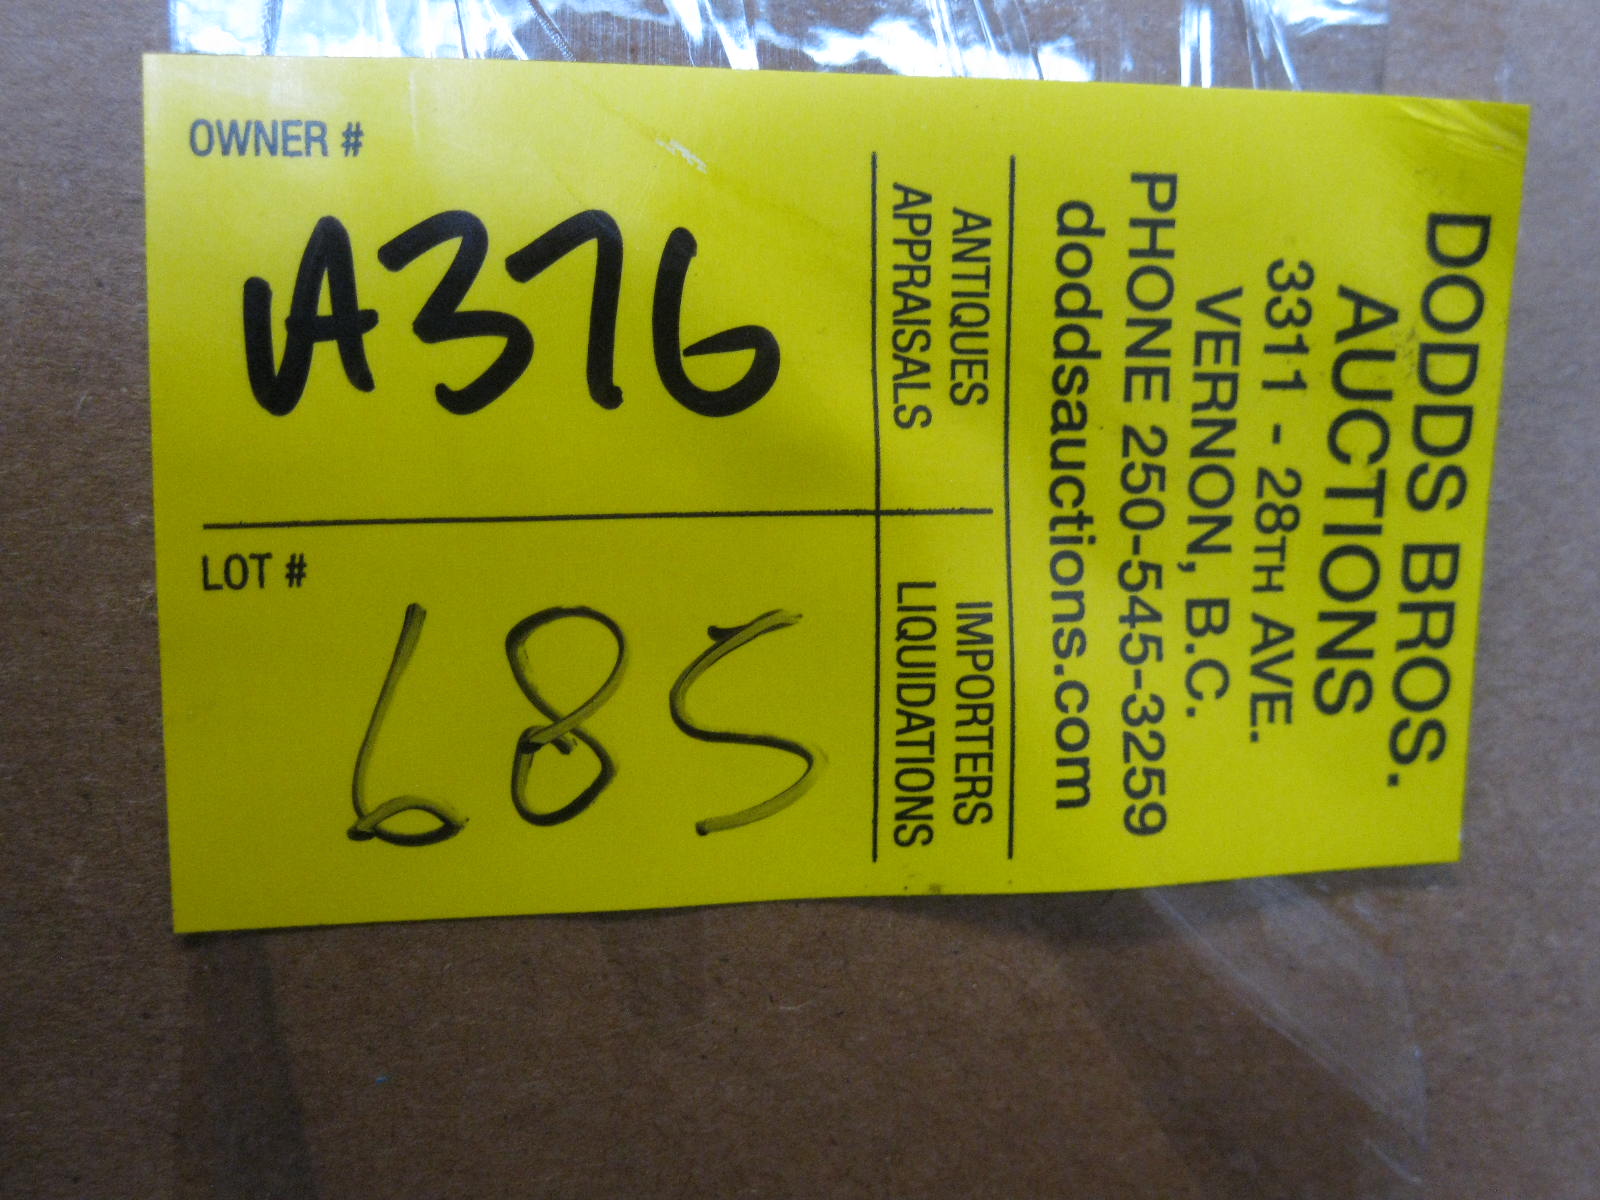 OWNER #
A376
LOT #
685
ANTIQUES
APPRAISALS
IMPORTERS
LIQUIDATIONS
DODDS BROS.
AUCTIONS
3311 - 28TH AVE.
VERNON, B.C.
PHONE 250-545-3259
doddsauctions.com